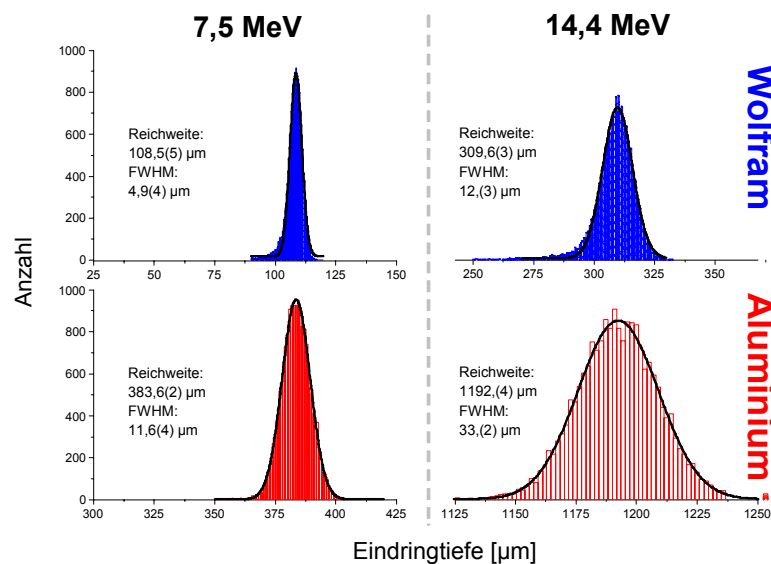 7,5 MeV
14,4 MeV
Wolfram
Aluminium
Anzahl
1000
800
600
400
200
0
Reichweite:
108,5(5) µm
FWHM:
4,9(4) µm
25
50
75
100
125
150
Reichweite:
309,6(3) µm
FWHM:
12,(3) µm
250
275
300
325
350
1000
800
600
400
200
0
Reichweite:
383,6(2) µm
FWHM:
11,6(4) µm
300
325
350
375
400
425
Reichweite:
1192,(4) µm
FWHM:
33,(2) µm
1125
1150
1175
1200
1225
1250
Eindringtiefe [µm]